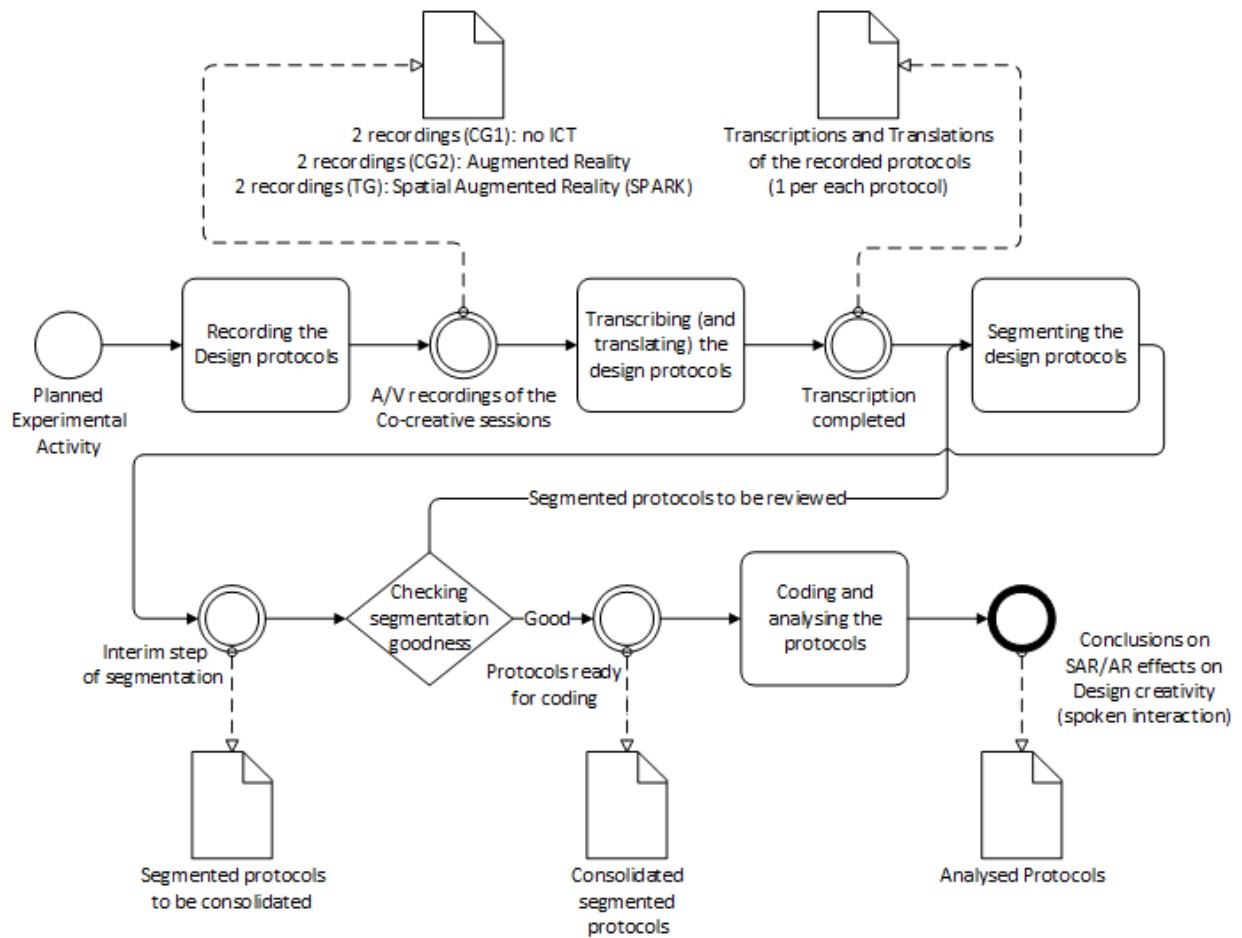 2 recordings (CG1): no ICT
2 recordings (CG2): Augmented Reality
2 recordings (TG): Spatial Augmented Reality (SPARK)
Transcriptions and Translations
of the recorded protocols
(1 per each protocol)
Planned
Experimental
Activity
Recording the
Design protocols
A/V recordings of the
Co-creative sessions
Transcribing (and
translating) the
design protocols
Transcription
completed
Segmenting the
design protocols
Segmented protocols to be reviewed
Interim step
of segmentation
Checking
segmentation
goodness
Good
Protocols ready
for coding
Coding and
analysing the
protocols
Conclusions on
SAR/AR effects on
Design creativity
(spoken interaction)
Segmented protocols
to be consolidated
Consolidated
segmented
protocols
Analysed Protocols